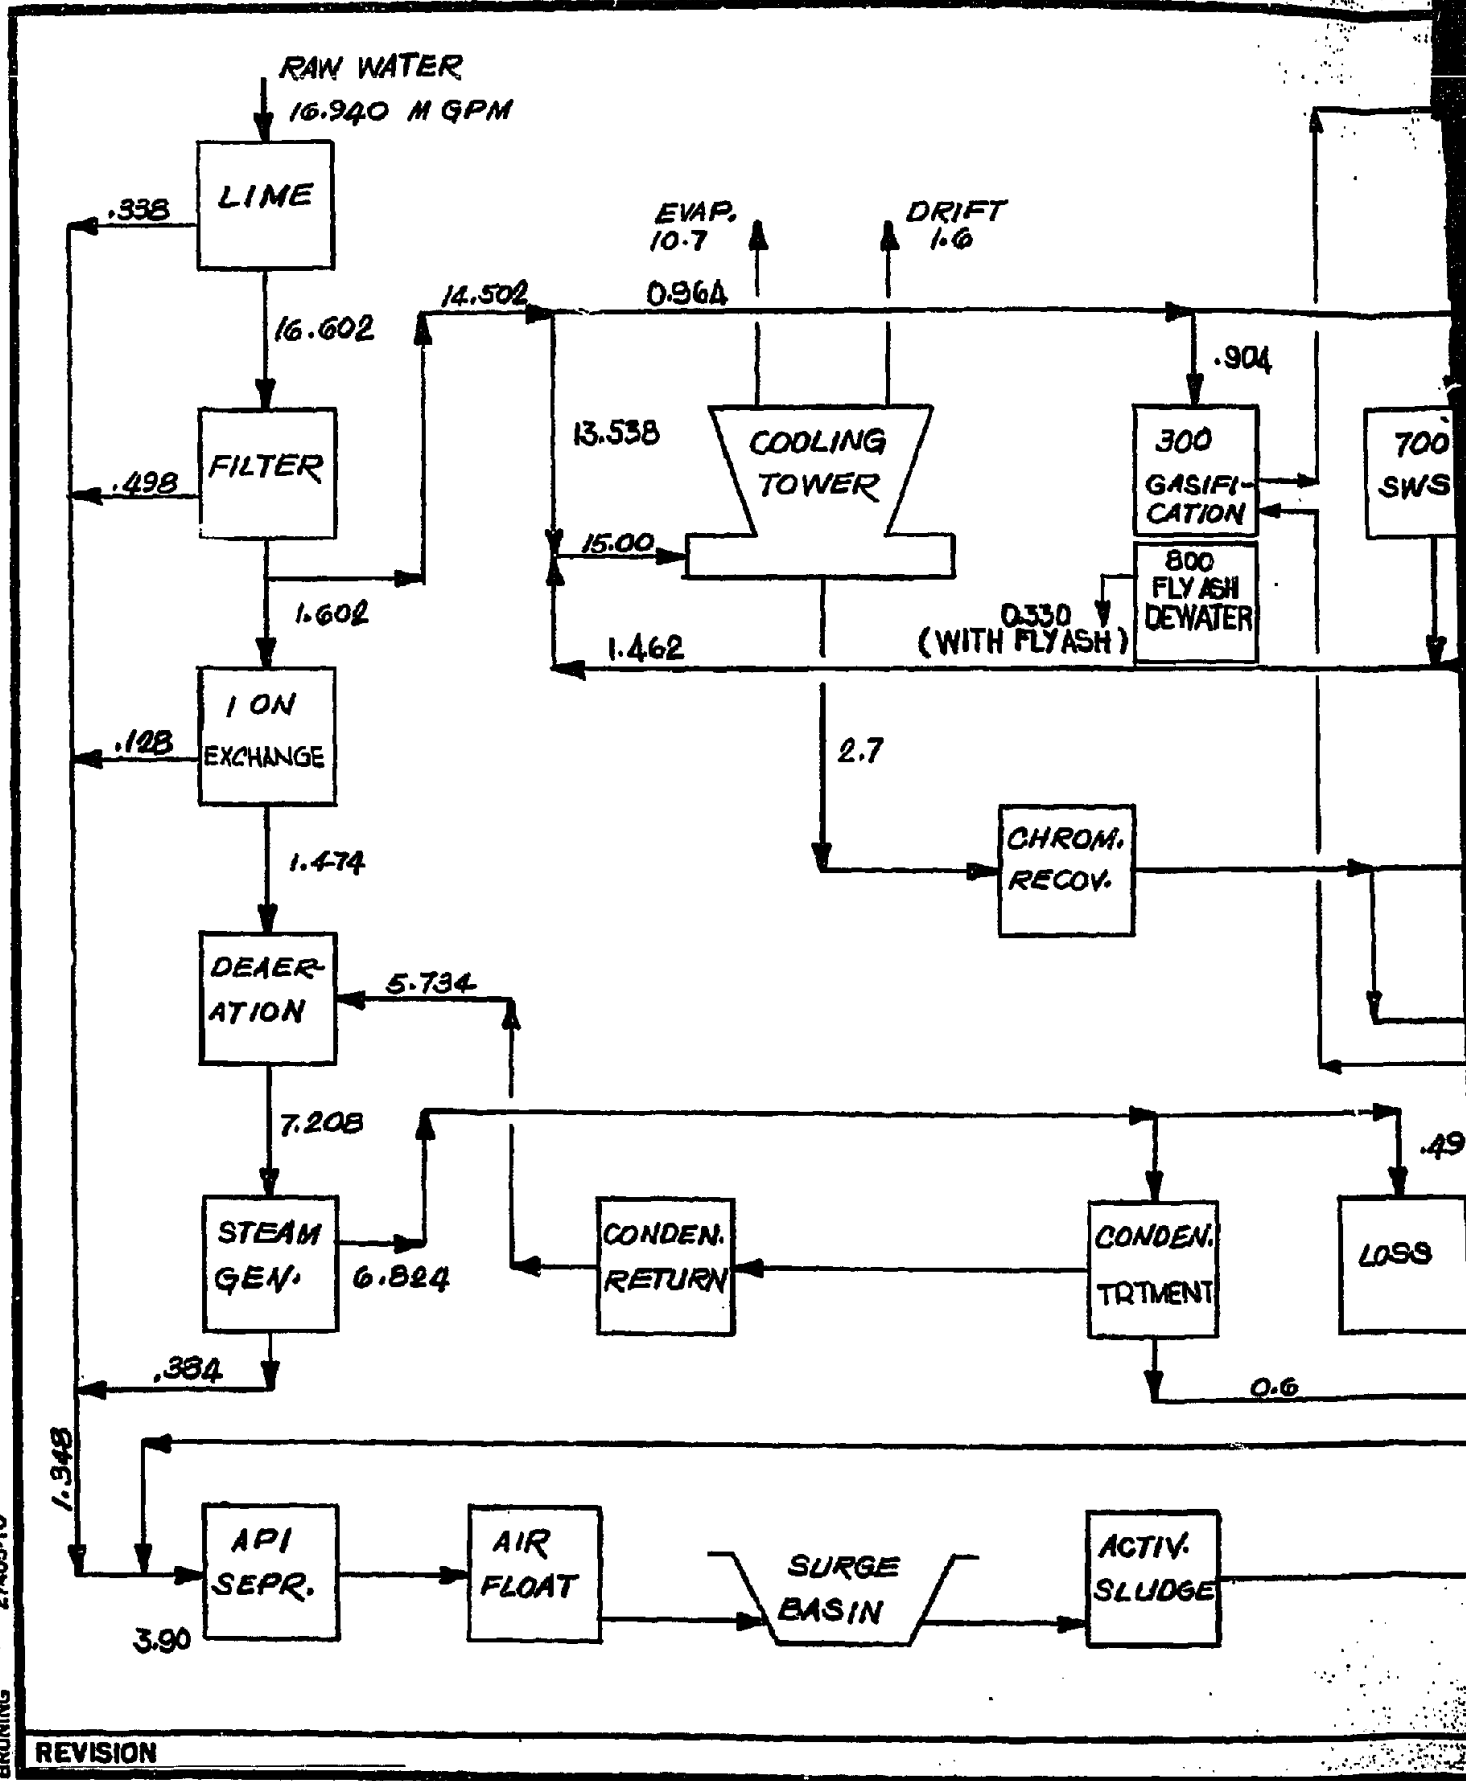 RAW WATER
16.940 M GPM
LIME
.338
16.602
EVAP.
10.7
DRIFT
1.6
14.502
0.964
.904
13.538
FILTER
.498
COOLING
TOWER
15.00
300
GASIFI-
CATION
700
SWS
800
FLY ASH
DEWATER
0.330
(WITH FLYASH)
1.602
1.462
ION
EXCHANGE
.128
2.7
1.474
CHROM.
RECOV.
DEAER-
ATION
5.734
7.208
.49
STEAM
GEN.
6.824
CONDEN.
RETURN
CONDEN.
TRTMENT
LOSS
.384
0.6
1.348
API
SEPR.
3.90
AIR
FLOAT
SURGE
BASIN
ACTIV.
SLUDGE
BRUNING
REVISION